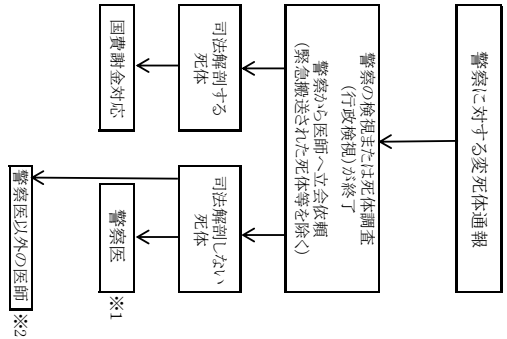 警察に対する変死体通報
警察の検視または死体調査
(行政検視)が終了
警察から医師へ立会依頼
(緊急搬送された死体等を除く)
司法解剖する
死体
国費謝金対応
司法解剖しない
死体
警察医
※1
警察医以外の医師
※2